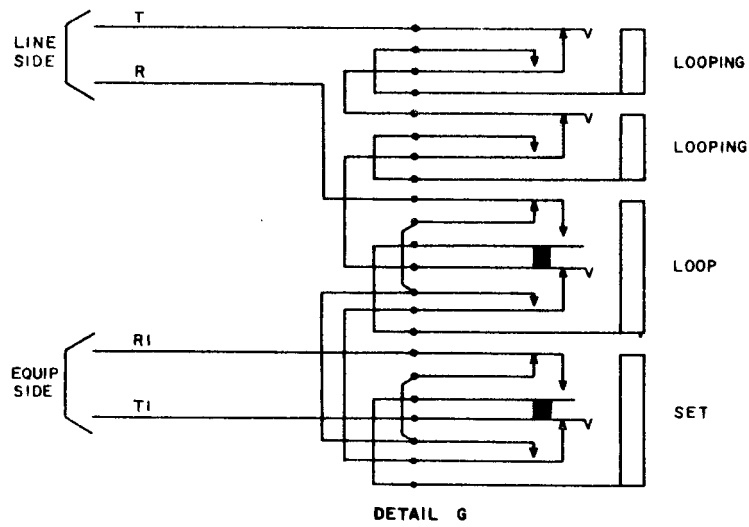 T
LINE
SIDE
R
LOOPING
LOOPING
LOOP
R1
EQUIP
SIDE
T1
SET
DETAIL G